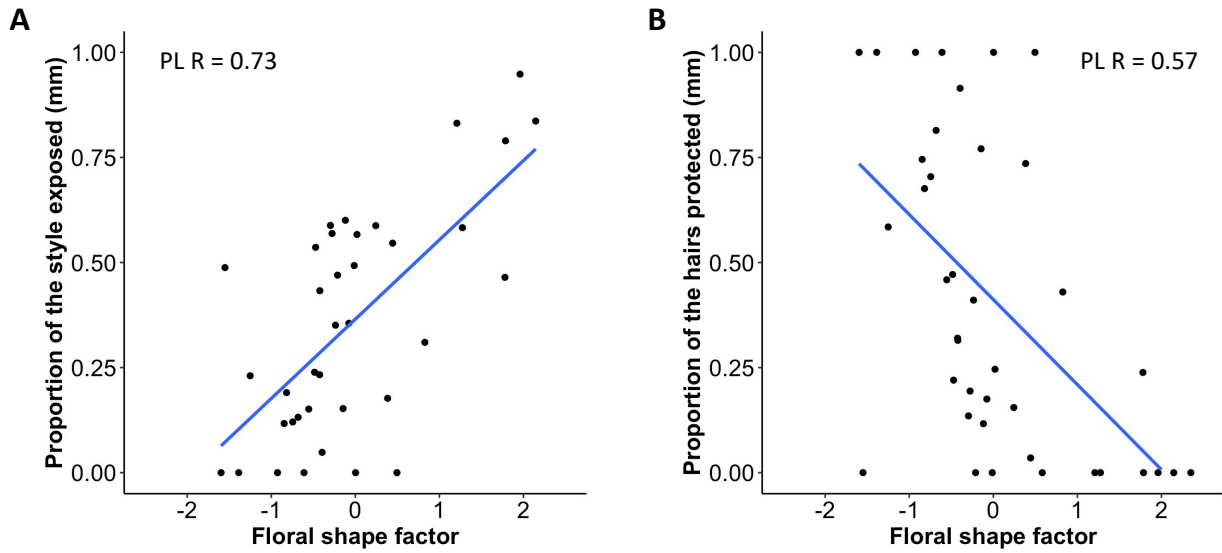 A
PL R = 0.73
Proportion of the style exposed (mm)
1.00
0.75
0.50
0.25
0.00
-2 -1 0 1 2
Floral shape factor
B
PL R = 0.57
Proportion of the hairs protected (mm)
1.00
0.75
0.50
0.25
0.00
-2 -1 0 1 2
Floral shape factor